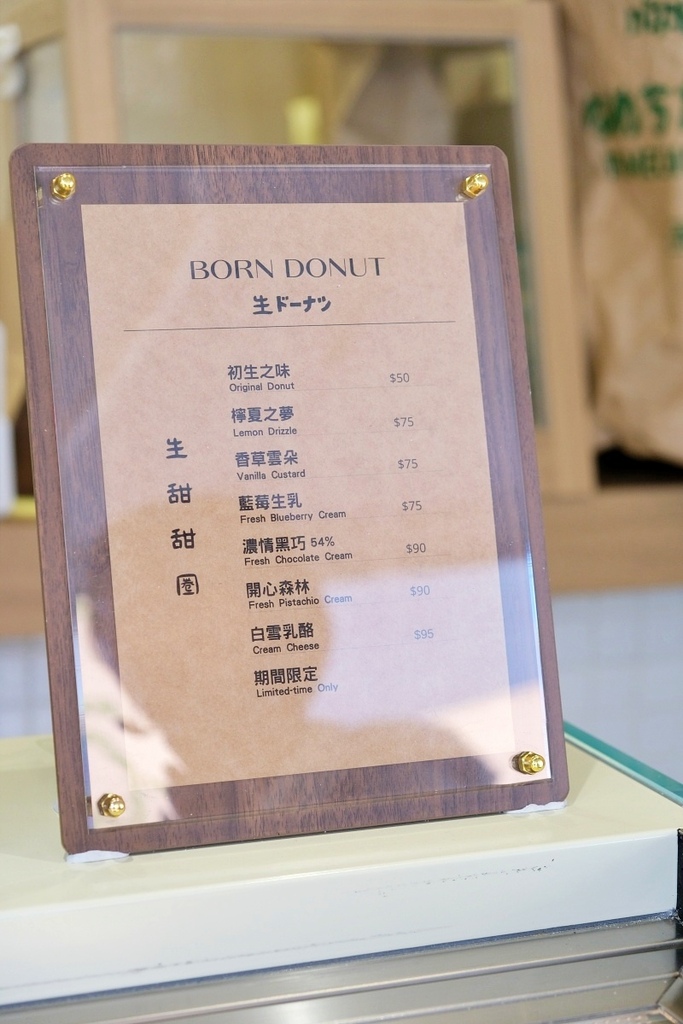 BORN DONUT
生ドーナツ
生甜甜圈
初生之味
Original Donut $50
檸夏之夢
Lemon Drizzle $75
香草雲朵
Vanilla Custard $75
藍莓生乳
Fresh Blueberry Cream $75
濃情黑巧 54%
Fresh Chocolate Cream $90
開心森林
Fresh Pistachio Cream $90
白雪乳酪
Cream Cheese $95
期間限定
Limited-time Only